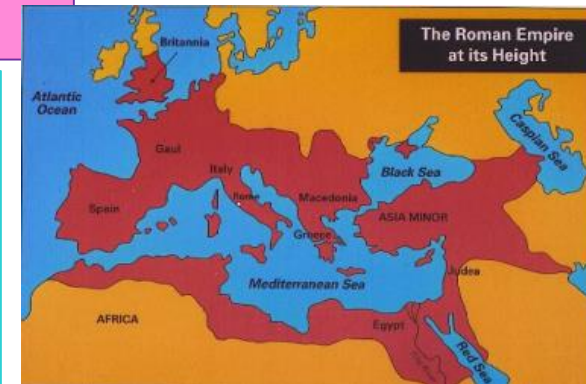 The Roman Empire
at its Height
Britannia
Atlantic
Ocean
Caspian Sea
Gaul
Italy
Black Sea
Rome
Spain
Macedonia
ASIA MINOR
Greece
Judea
Mediterranean Sea
AFRICA
Egypt
Red Sea